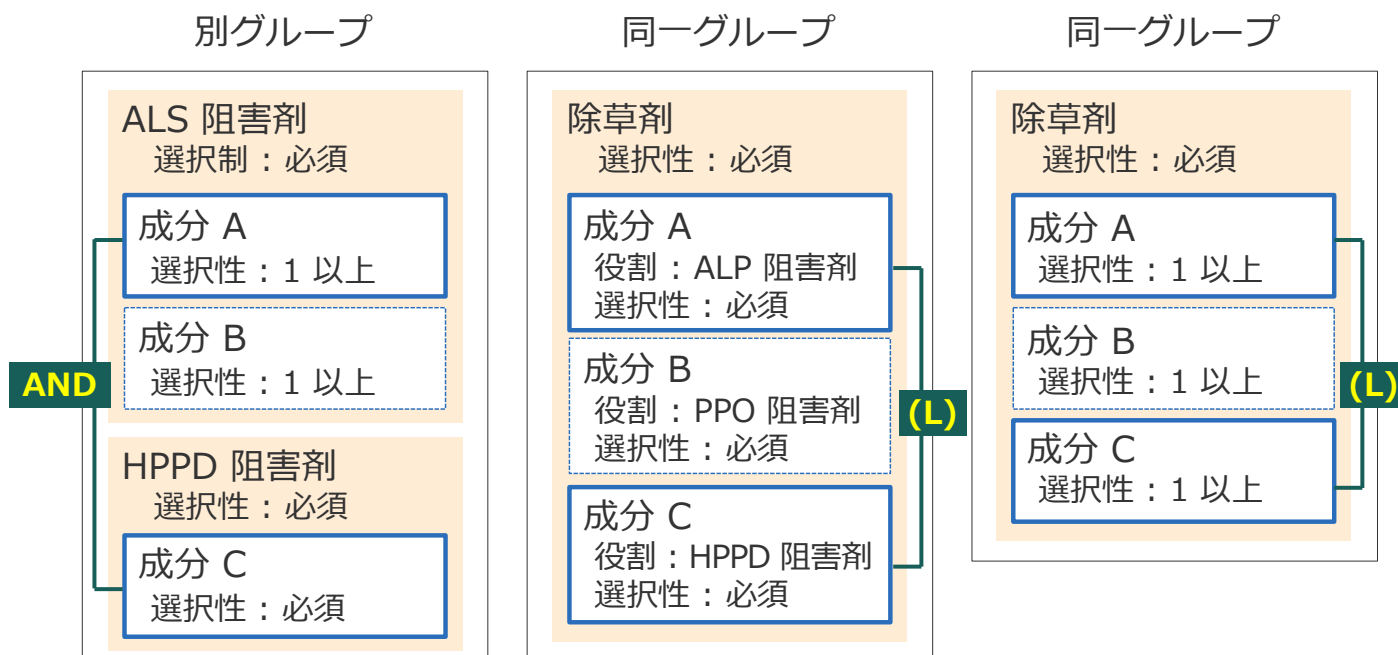 別グループ
ALS 阻害剤
選択制：必須
成分 A
選択性：1 以上
成分 B
選択性：1 以上
AND
HPPD 阻害剤
選択性：必須
成分 C
選択性：必須
同一グループ
除草剤
選択性：必須
成分 A
役割：ALP 阻害剤
選択性：必須
成分 B
役割：PPO 阻害剤
選択性：必須
(L)
成分 C
役割：HPPD 阻害剤
選択性：必須
同一グループ
除草剤
選択性：必須
成分 A
選択性：1 以上
成分 B
選択性：1 以上
(L)
成分 C
選択性：1 以上